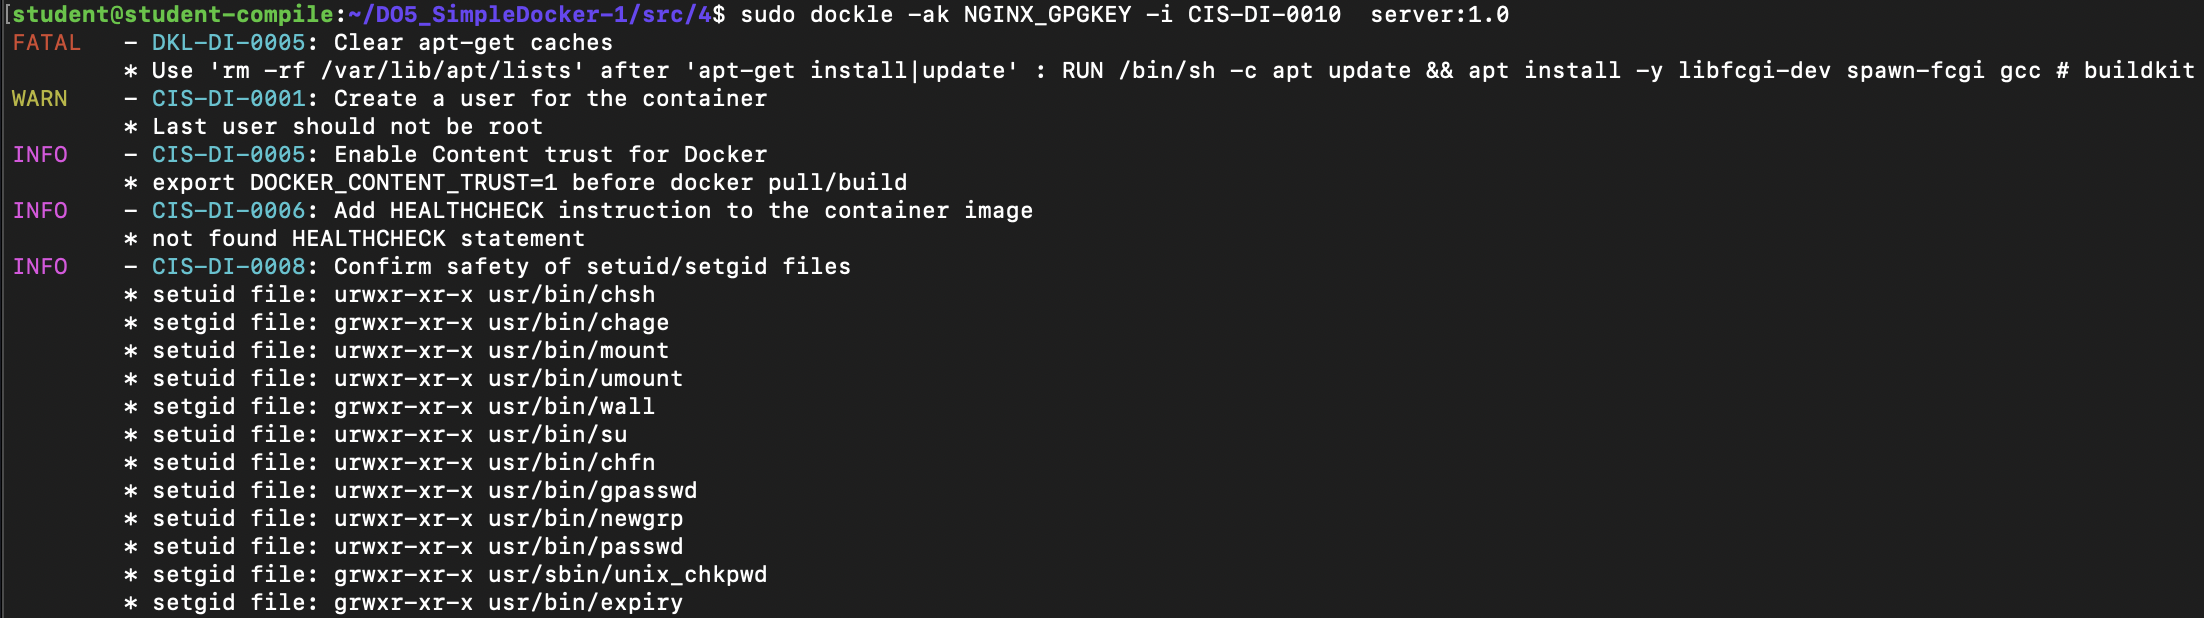 [student@student-compile:~/DO5_SimpleDocker-1/src/4$ sudo dockle -ak NGINX_GPGKEY -i CIS-DI-0010  server:1.0
FATAL   - DKL-DI-0005: Clear apt-get caches
        * Use 'rm -rf /var/lib/apt/lists' after 'apt-get install|update' : RUN /bin/sh -c apt update && apt install -y libfcgi-dev spawn-fcgi gcc # buildkit
WARN    - CIS-DI-0001: Create a user for the container
        * Last user should not be root
INFO    - CIS-DI-0005: Enable Content trust for Docker
        * export DOCKER_CONTENT_TRUST=1 before docker pull/build
INFO    - CIS-DI-0006: Add HEALTHCHECK instruction to the container image
        * not found HEALTHCHECK statement
INFO    - CIS-DI-0008: Confirm safety of setuid/setgid files
        * setuid file: urwxr-xr-x usr/bin/chsh
        * setgid file: grwxr-xr-x usr/bin/chage
        * setuid file: urwxr-xr-x usr/bin/mount
        * setuid file: urwxr-xr-x usr/bin/umount
        * setgid file: grwxr-xr-x usr/bin/wall
        * setuid file: urwxr-xr-x usr/bin/su
        * setuid file: urwxr-xr-x usr/bin/chfn
        * setuid file: urwxr-xr-x usr/bin/gpasswd
        * setuid file: urwxr-xr-x usr/bin/newgrp
        * setuid file: urwxr-xr-x usr/bin/passwd
        * setgid file: grwxr-xr-x usr/sbin/unix_chkpwd
        * setgid file: grwxr-xr-x usr/bin/expiry